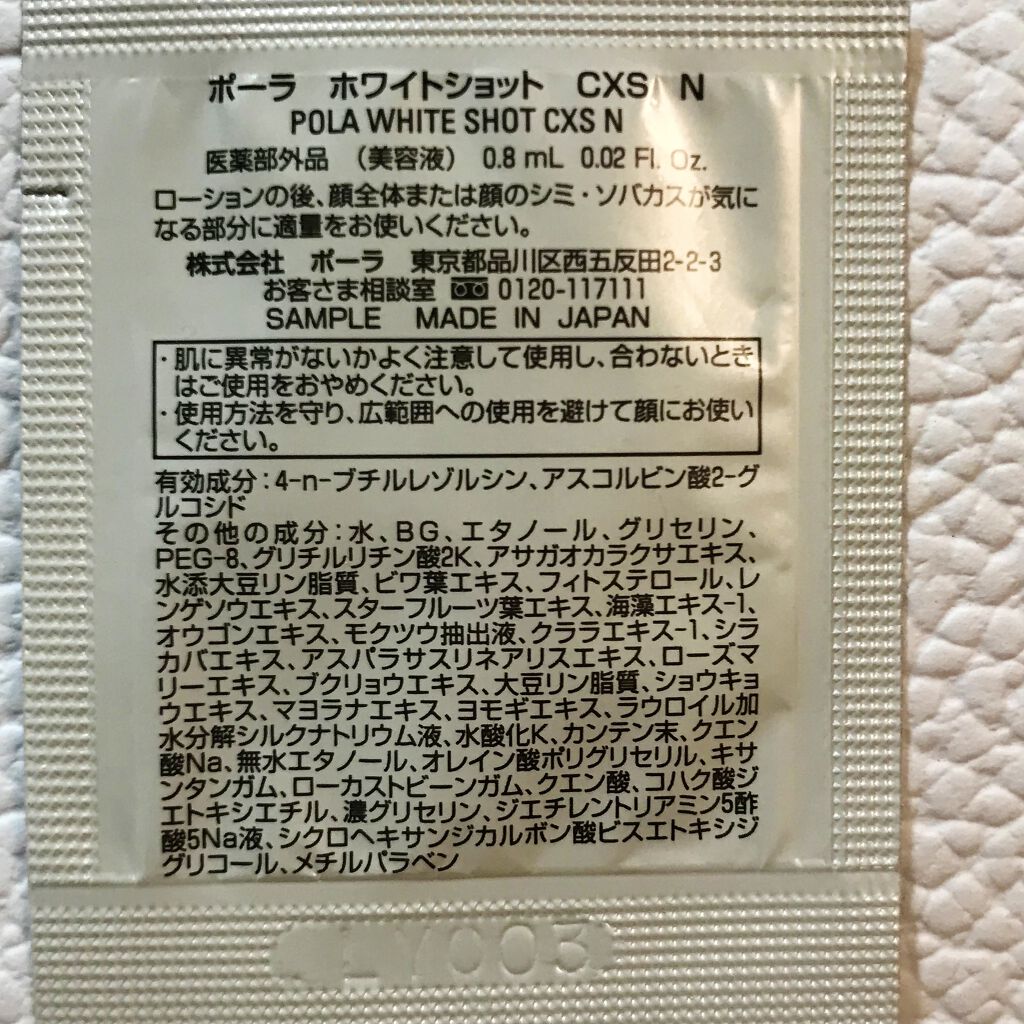 ポーラ ホワイトショット CXS N
POLA WHITE SHOT CXS N
医薬部外品 (美容液) 0.8 mL 0.02 Fl. Oz.
ローションの後、顔全体または顔のシミ・ソバカスが気に
なる部分に適量をお使いください。
株式会社 ポーラ 東京都品川区西五反田2-2-3
お客さま相談室 0120-117111
SAMPLE MADE IN JAPAN
・肌に異常がないかよく注意して使用し、合わないとき
はご使用をおやめください。
・使用方法を守り、広範囲への使用を避けて顔にお使い
ください。
有効成分:4-n-ブチルレゾルシン、アスコルビン酸2-グ
ルコシド
その他の成分:水、BG、エタノール、グリセリン、
PEG-8、グリチルリチン酸2K、アサガオカラクサエキス、
水添大豆リン脂質、ビワ葉エキス、フィトステロール、レ
ンゲソウエキス、スターフルーツ葉エキス、海藻エキス-1、
オウゴンエキス、モクツウ抽出液、クララエキス-1、シラ
カバエキス、アスパラサスリネアリスエキス、ローズマ
リーエキス、ブクリョウエキス、大豆リン脂質、ショウキョ
ウエキス、マヨラナエキス、ヨモギエキス、ラウロイル加
水分解シルクナトリウム液、水酸化K、カンテン末、クエン
酸Na、無水エタノール、オレイン酸ポリグリセリル、キサ
ンタンガム、ローカストビーンガム、クエン酸、コハク酸ジ
エトキシエチル、濃グリセリン、ジエチレントリアミン5酢
酸5Na液、シクロヘキサンジカルボン酸ビスエトキシジ
グリコール、メチルパラベン